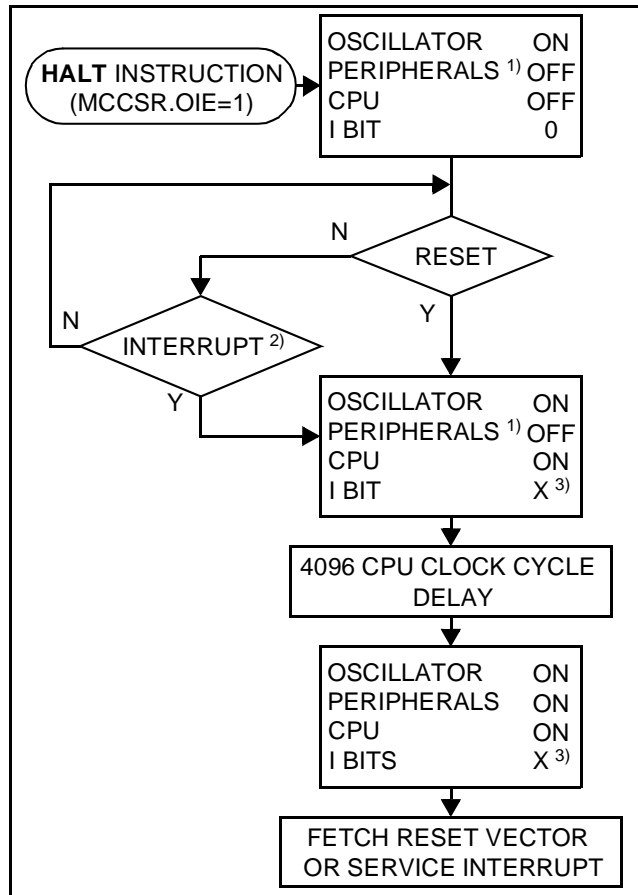 HALT INSTRUCTION
(MCCSR.OIE=1)
OSCILLATOR ON
PERIPHERALS 1) OFF
CPU OFF
I BIT 0
N
RESET
Y
N
INTERRUPT 2)
Y
OSCILLATOR ON
PERIPHERALS 1) OFF
CPU ON
I BIT X 3)
4096 CPU CLOCK CYCLE
DELAY
OSCILLATOR ON
PERIPHERALS ON
CPU ON
I BITS X 3)
FETCH RESET VECTOR
OR SERVICE INTERRUPT